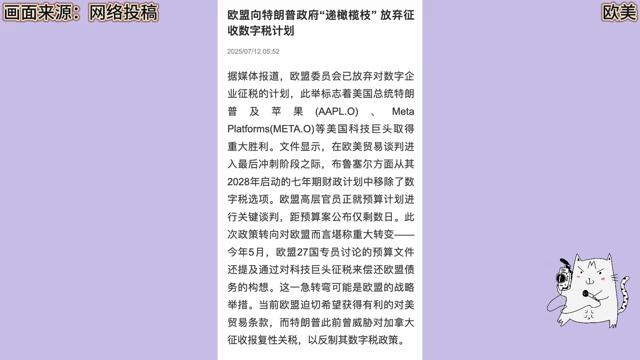 画面来源：网络投稿
欧美
欧盟向特朗普政府“递橄榄枝” 放弃征
收数字税计划
2025/07/12 05:52
据媒体报道，欧盟委员会已放弃对数字企
业征税的计划，此举标志着美国总统特朗
普及苹果(AAPL.O)、Meta
Platforms(META.O)等美国科技巨头取得
重大胜利。文件显示，在欧美贸易谈判进
入最后冲刺阶段之际，布鲁塞尔方面从其
2028年启动的七年期财政计划中移除了数
字税选项。欧盟高层官员正就预算计划进
行关键谈判，距预算案公布仅剩数日。此
次政策转向对欧盟而言堪称重大转变——
今年5月，欧盟27国专员讨论的预算文件
还提及通过对科技巨头征税来偿还欧盟债
务的构想。这一急转弯可能是欧盟的战略
举措。当前欧盟迫切希望获得有利的对美
贸易条款，而特朗普此前曾威胁对加拿大
征收报复性关税，以反制其数字税政策。